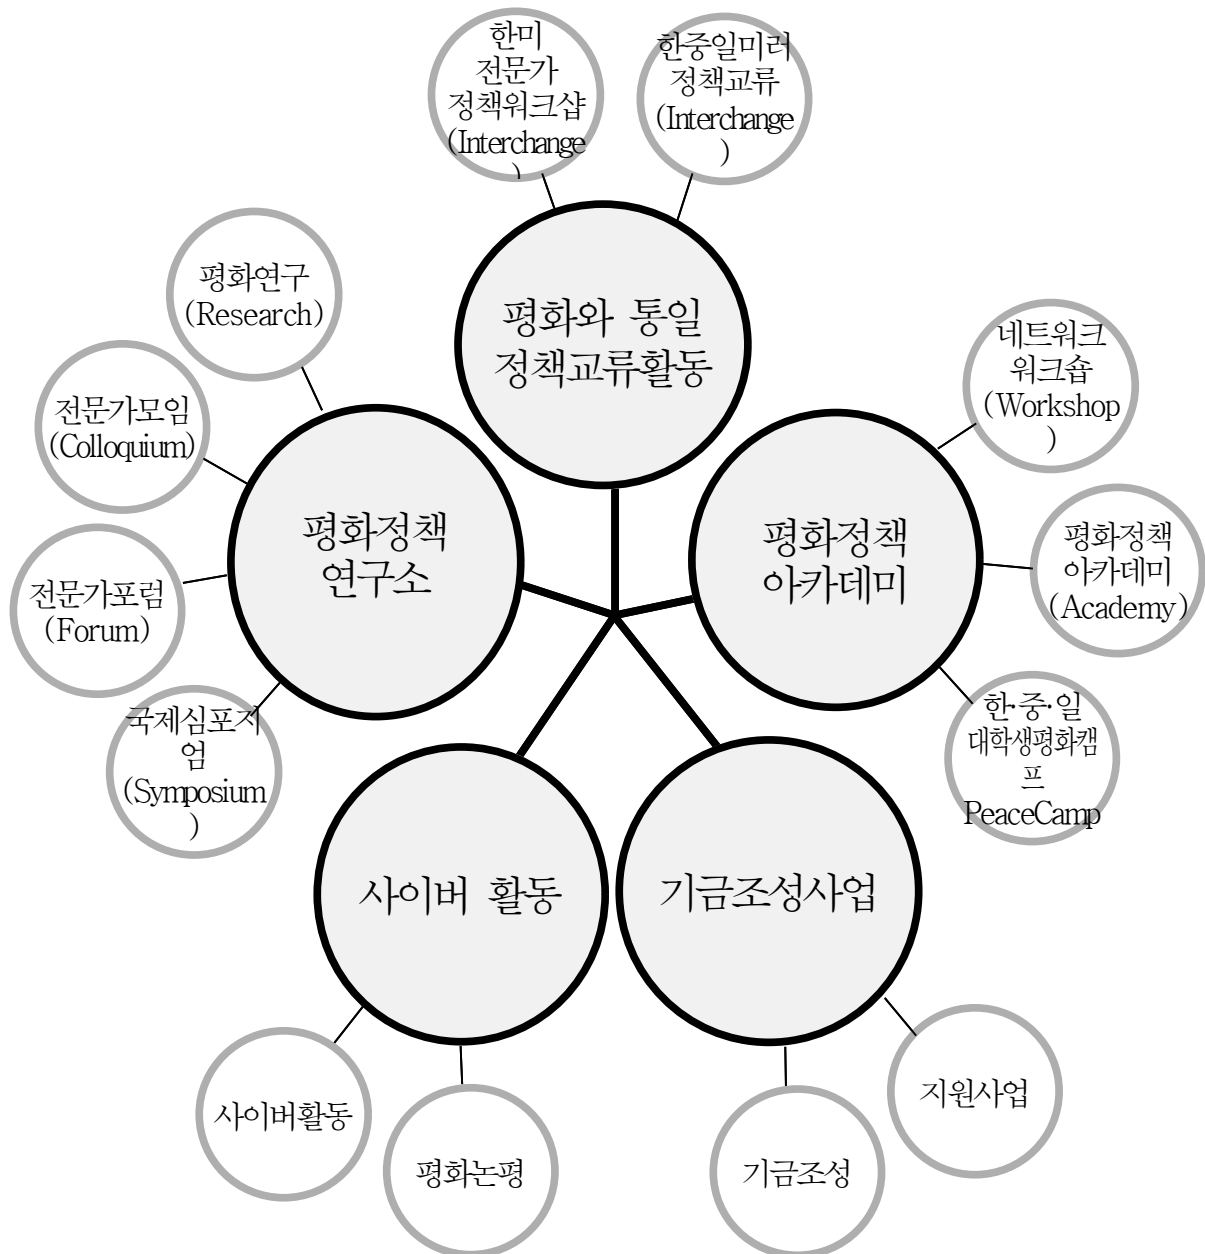 한미
전문가
정책워크샵
(Interchange
)
한중일미러
정책교류
(Interchange
)
평화와 통일
정책교류활동
평화연구
(Research)
전문가모임
(Colloquium)
전문가포럼
(Forum)
국제심포지
엄
(Symposium
)
평화정책
연구소
네트워크
워크숍
(Workshop
)
평화정책
아카데미
(Academy)
한·중·일
대학생평화캠
프
PeaceCamp
평화정책
아카데미
사이버 활동
기금조성사업
사이버활동
평화논평
기금조성
지원사업